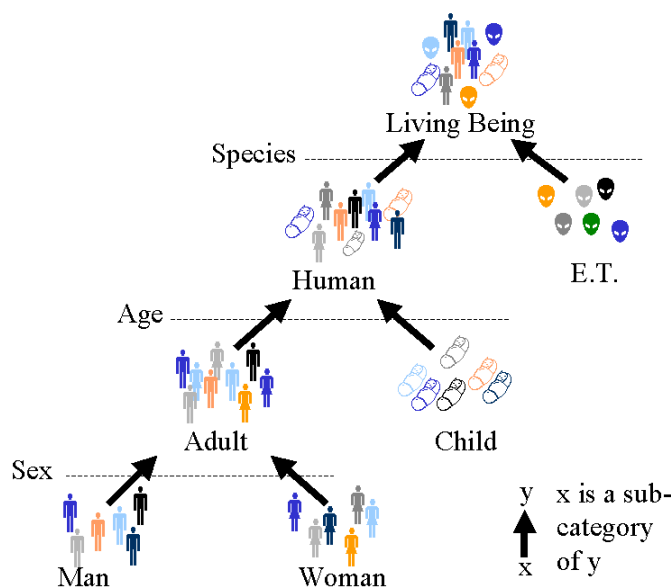 Living Being
Species
Human
E.T.
Age
Adult
Child
Sex
Man
Woman
y x is a sub-
category
x of y